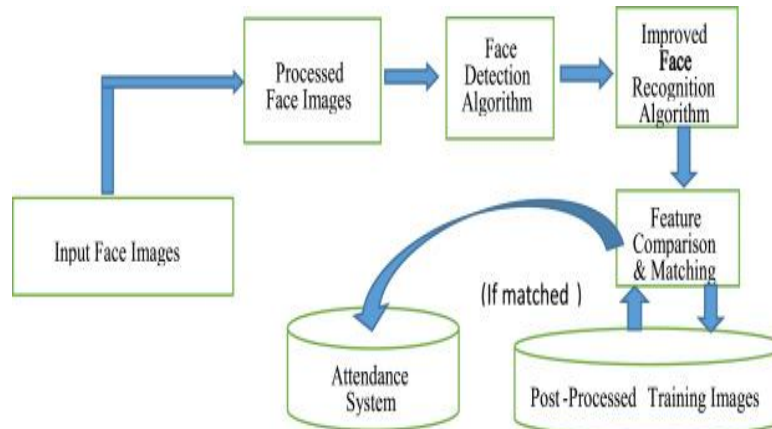 Input Face Images
Processed
Face Images
Face
Detection
Algorithm
Improved
Face
Recognition
Algorithm
Feature
Comparison
& Matching
(If matched )
Attendance
System
Post -Processed Training Images